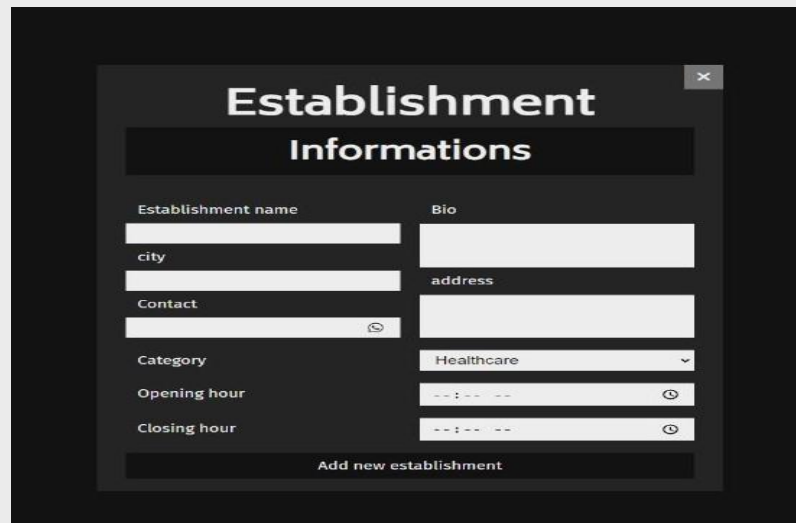 Establishment
Informations
Establishment name
Bio
city
address
Contact
Category
Healthcare
Opening hour
--:-- --
Closing hour
--:-- --
Add new establishment